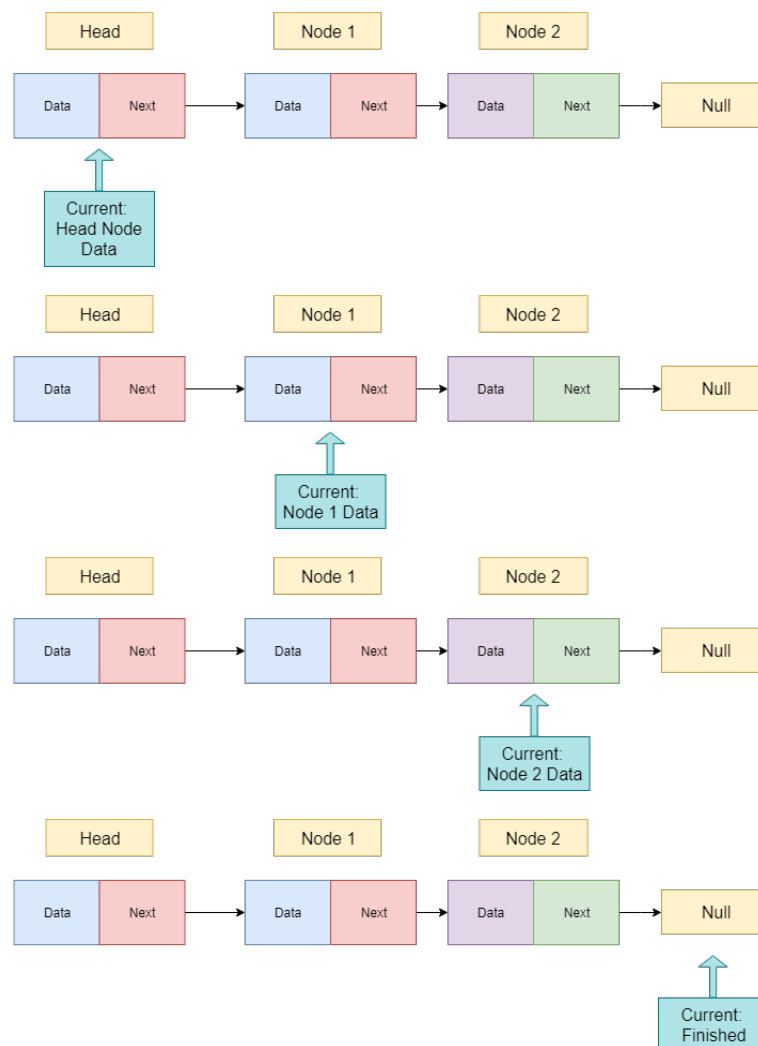 Head
Node 1
Node 2
Data
Next
Data
Next
Data
Next
Null
Current:
Head Node
Data
Head
Node 1
Node 2
Data
Next
Data
Next
Data
Next
Null
Current:
Node 1 Data
Head
Node 1
Node 2
Data
Next
Data
Next
Data
Next
Null
Current:
Node 2 Data
Head
Node 1
Node 2
Data
Next
Data
Next
Data
Next
Null
Current:
Finished